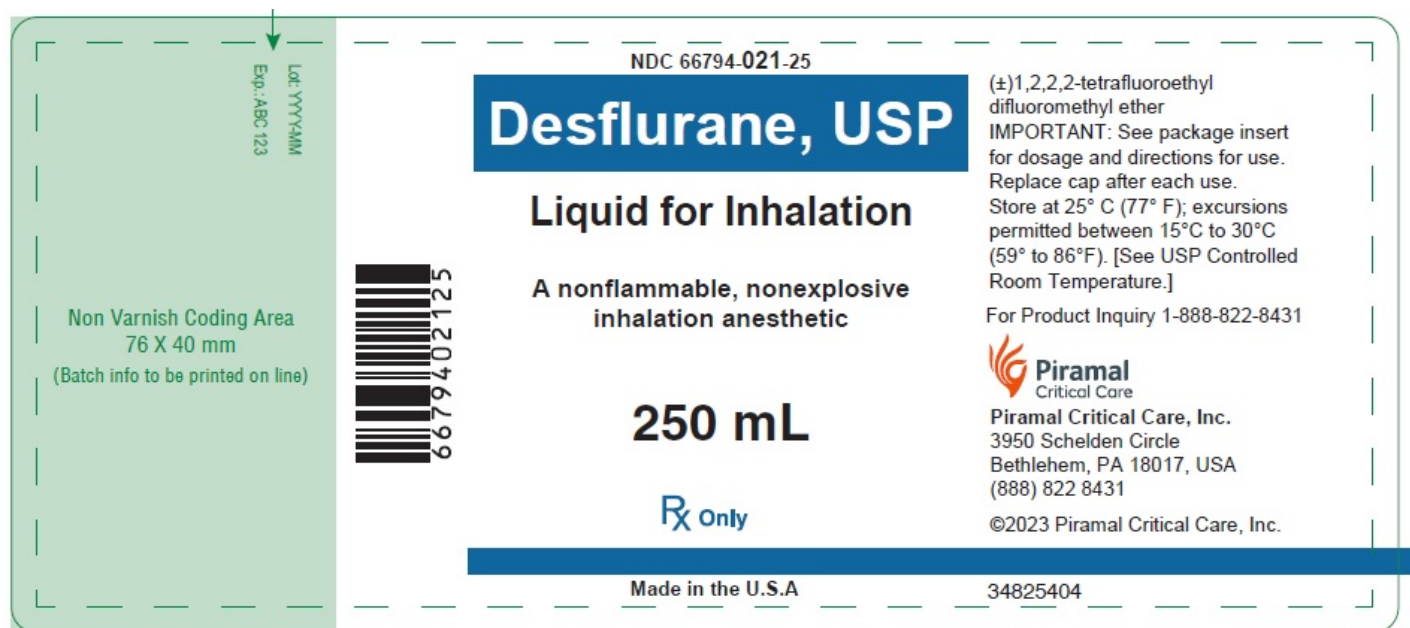 Lot: YYYY-MM
Exp.: ABC 123
Non Varnish Coding Area
76 X 40 mm
(Batch info to be printed on line)
6679402125
NDC 66794-021-25
Desflurane, USP
Liquid for Inhalation
A nonflammable, nonexplosive
inhalation anesthetic
250 mL
Rx Only
Made in the U.S.A
(±)1,2,2,2-tetrafluoroethyl
difluoromethyl ether
IMPORTANT: See package insert
for dosage and directions for use.
Replace cap after each use.
Store at 25° C (77° F); excursions
permitted between 15°C to 30°C
(59° to 86°F). [See USP Controlled
Room Temperature.]
For Product Inquiry 1-888-822-8431
Piramal
Critical Care
Piramal Critical Care, Inc.
3950 Schelden Circle
Bethlehem, PA 18017, USA
(888) 822 8431
©2023 Piramal Critical Care, Inc.
34825404